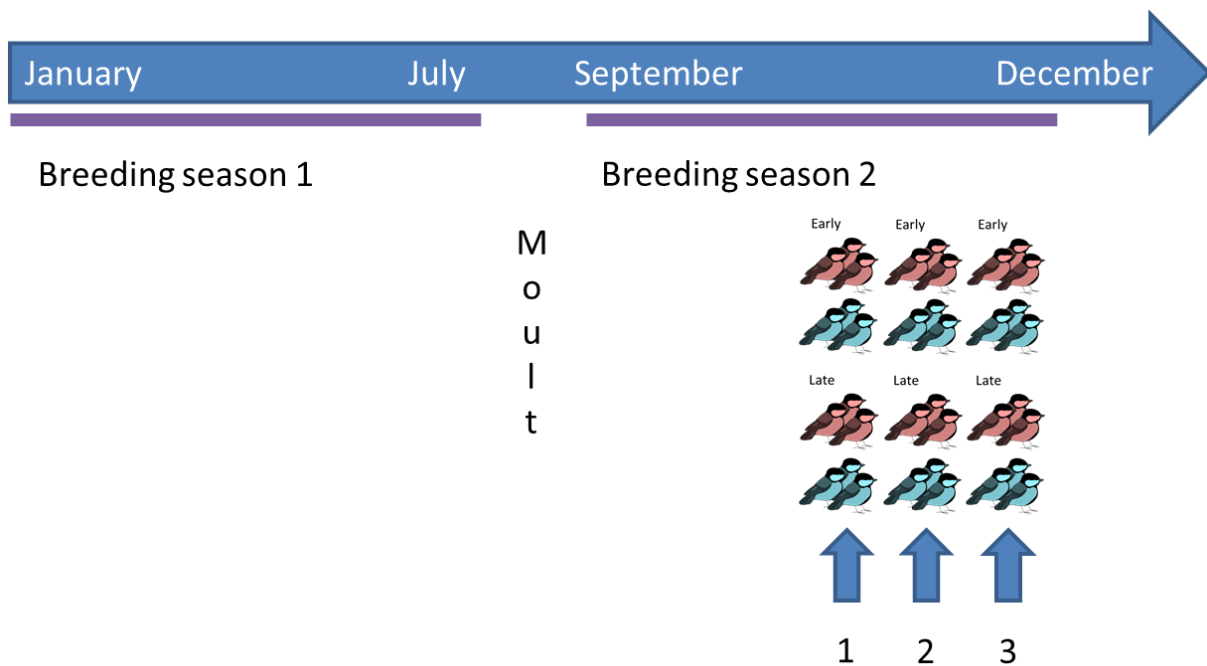 January July September December
Breeding season 1 Breeding season 2
M
o
u
l
t
Early Early Early
Late Late Late
1 2 3